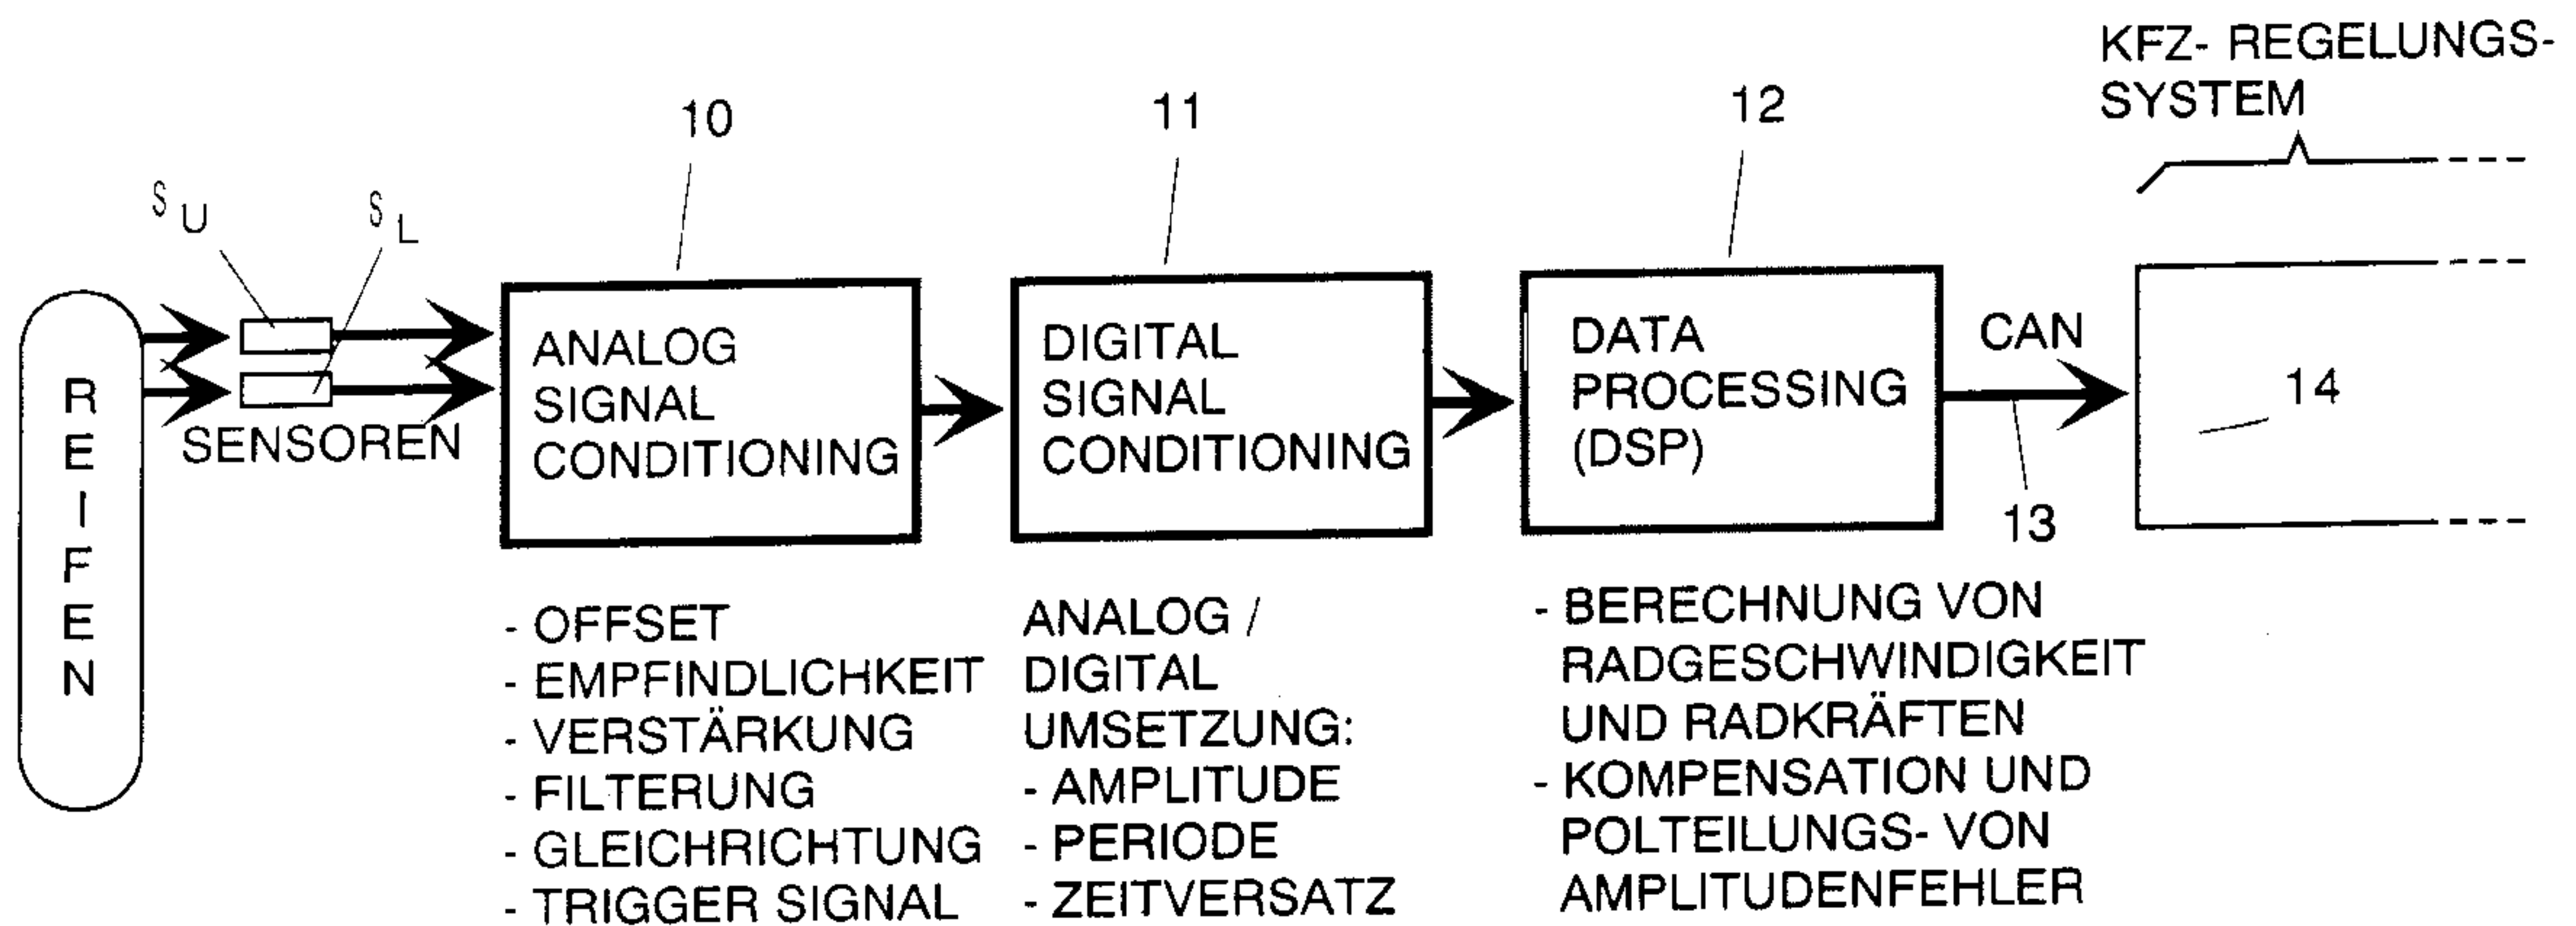 KFZ- REGELUNGS-
SYSTEM
10
11
12
S U
S L
REIFEN
SENSOREN
ANALOG
SIGNAL
CONDITIONING
DIGITAL
SIGNAL
CONDITIONING
DATA
PROCESSING
(DSP)
CAN
13
14
- OFFSET
- EMPFINDLICHKEIT
- VERSTÄRKUNG
- FILTERUNG
- GLEICHRICHTUNG
- TRIGGER SIGNAL
ANALOG /
DIGITAL
UMSETZUNG:
- AMPLITUDE
- PERIODE
- ZEITVERSATZ
- BERECHNUNG VON
RADGESCHWINDIGKEIT
UND RADKRÄFTEN
- KOMPENSATION UND
POLTEILUNGS- VON
AMPLITUDENFEHLER